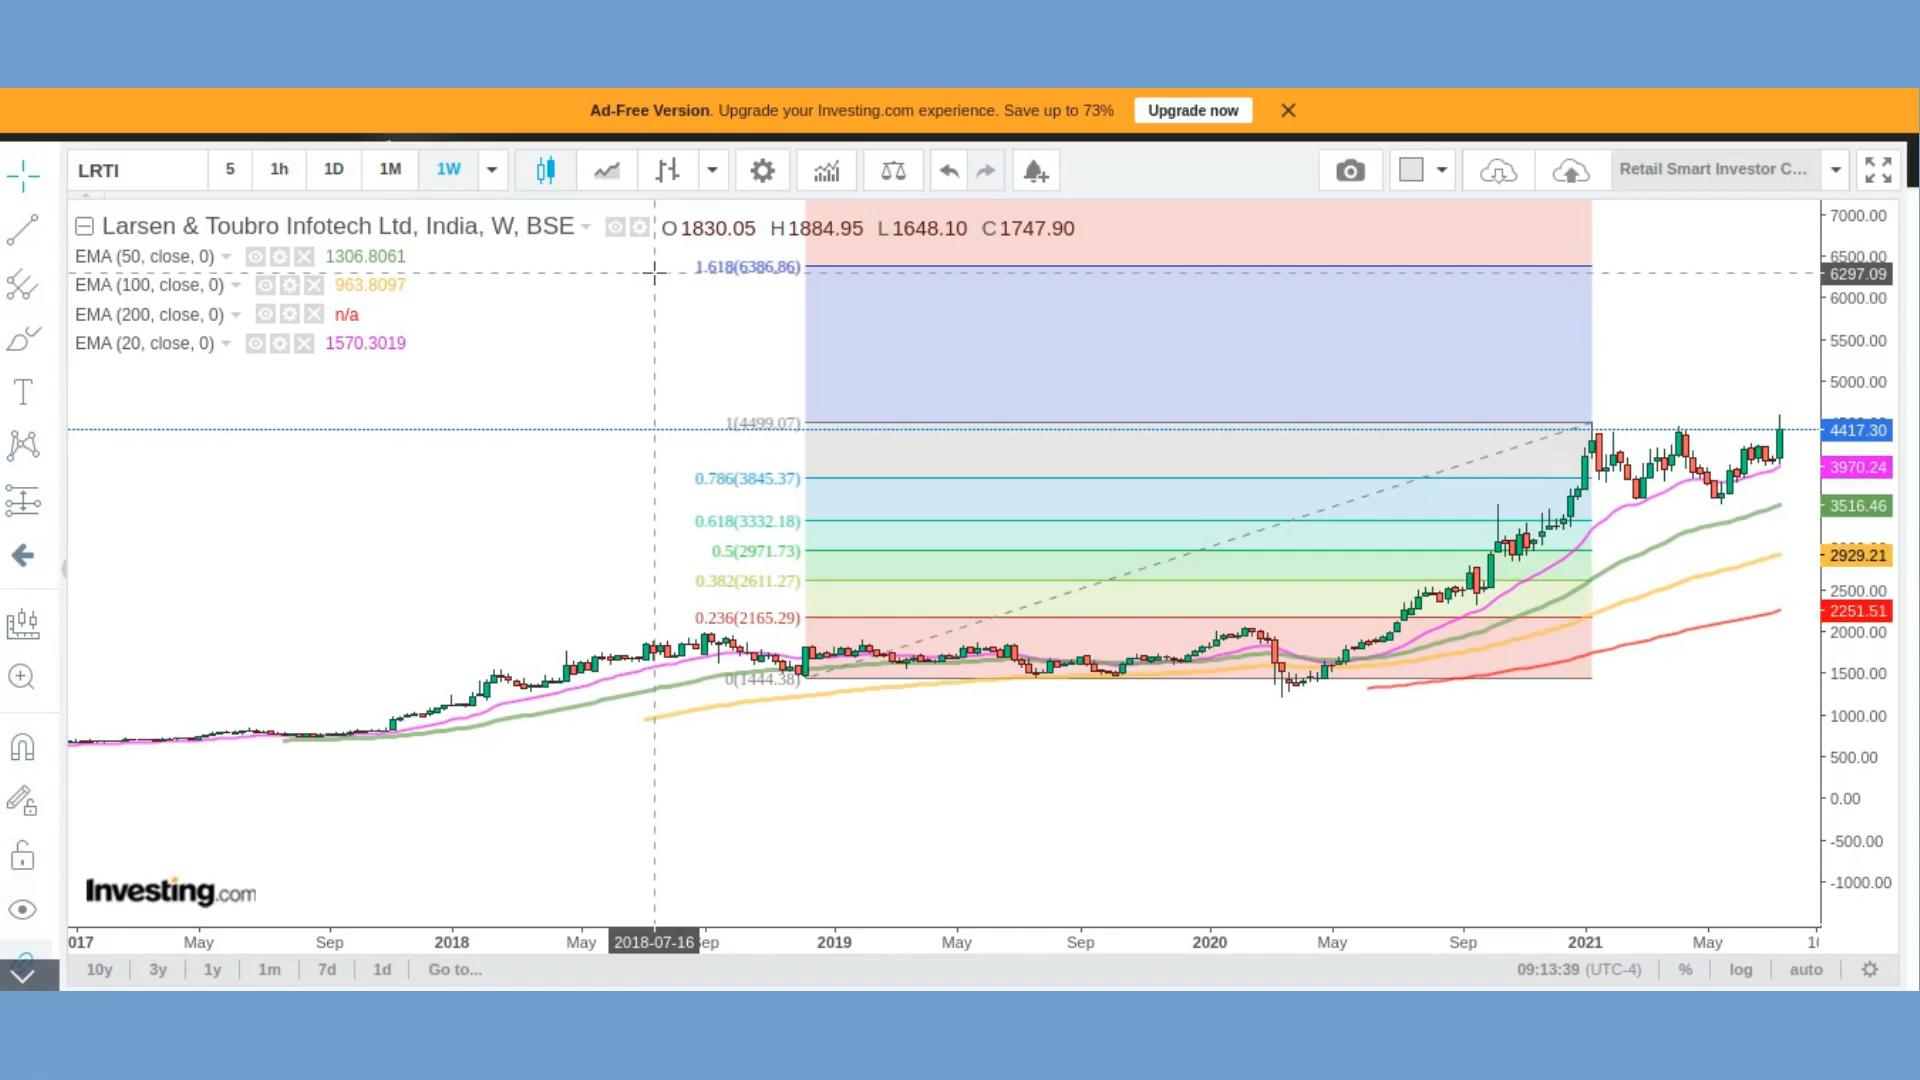 Ad-Free Version. Upgrade your Investing.com experience. Save up to 73% Upgrade now
LRTI 5 1h 1D 1M 1W Retail Smart Investor C...
Larsen & Toubro Infotech Ltd, India, W, BSE O 1830.05 H 1884.95 L 1648.10 C 1747.90
EMA (50, close, 0) 1306.8061
EMA (100, close, 0) 963.8097
EMA (200, close, 0) n/a
EMA (20, close, 0) 1570.3019
1.618(6386.86)
1(4499.07)
0.786(3845.37)
0.618(3332.18)
0.5(2971.73)
0.382(2611.27)
0.236(2165.29)
0(1444.38)
7000.00
6500.00
6297.09
6000.00
5500.00
5000.00
4417.30
3970.24
3516.46
2929.21
2500.00
2251.51
2000.00
1500.00
1000.00
500.00
0.00
-500.00
-1000.00
Investing.com
017 May Sep 2018 May 2018-07-16 ep 2019 May Sep 2020 May Sep 2021 May
10y 3y 1y 1m 7d 1d Go to... 09:13:39 (UTC-4) % log auto